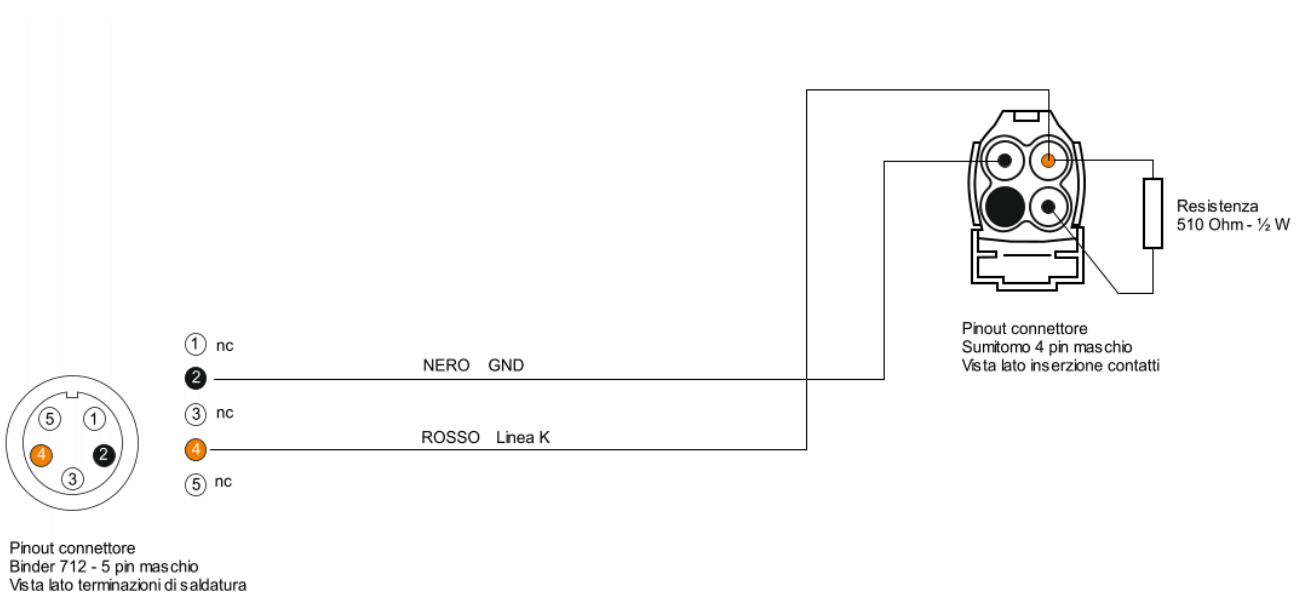 Resistenza
510 Ohm - ½ W
Pinout connettore
Sumitomo 4 pin maschio
Vista lato inserzione contatti
1 nc
2
NERO GND
3 nc
4
ROSSO Linea K
5 nc
5 1
4 2
3
Pinout connettore
Binder 712 - 5 pin maschio
Vista lato terminazioni di saldatura